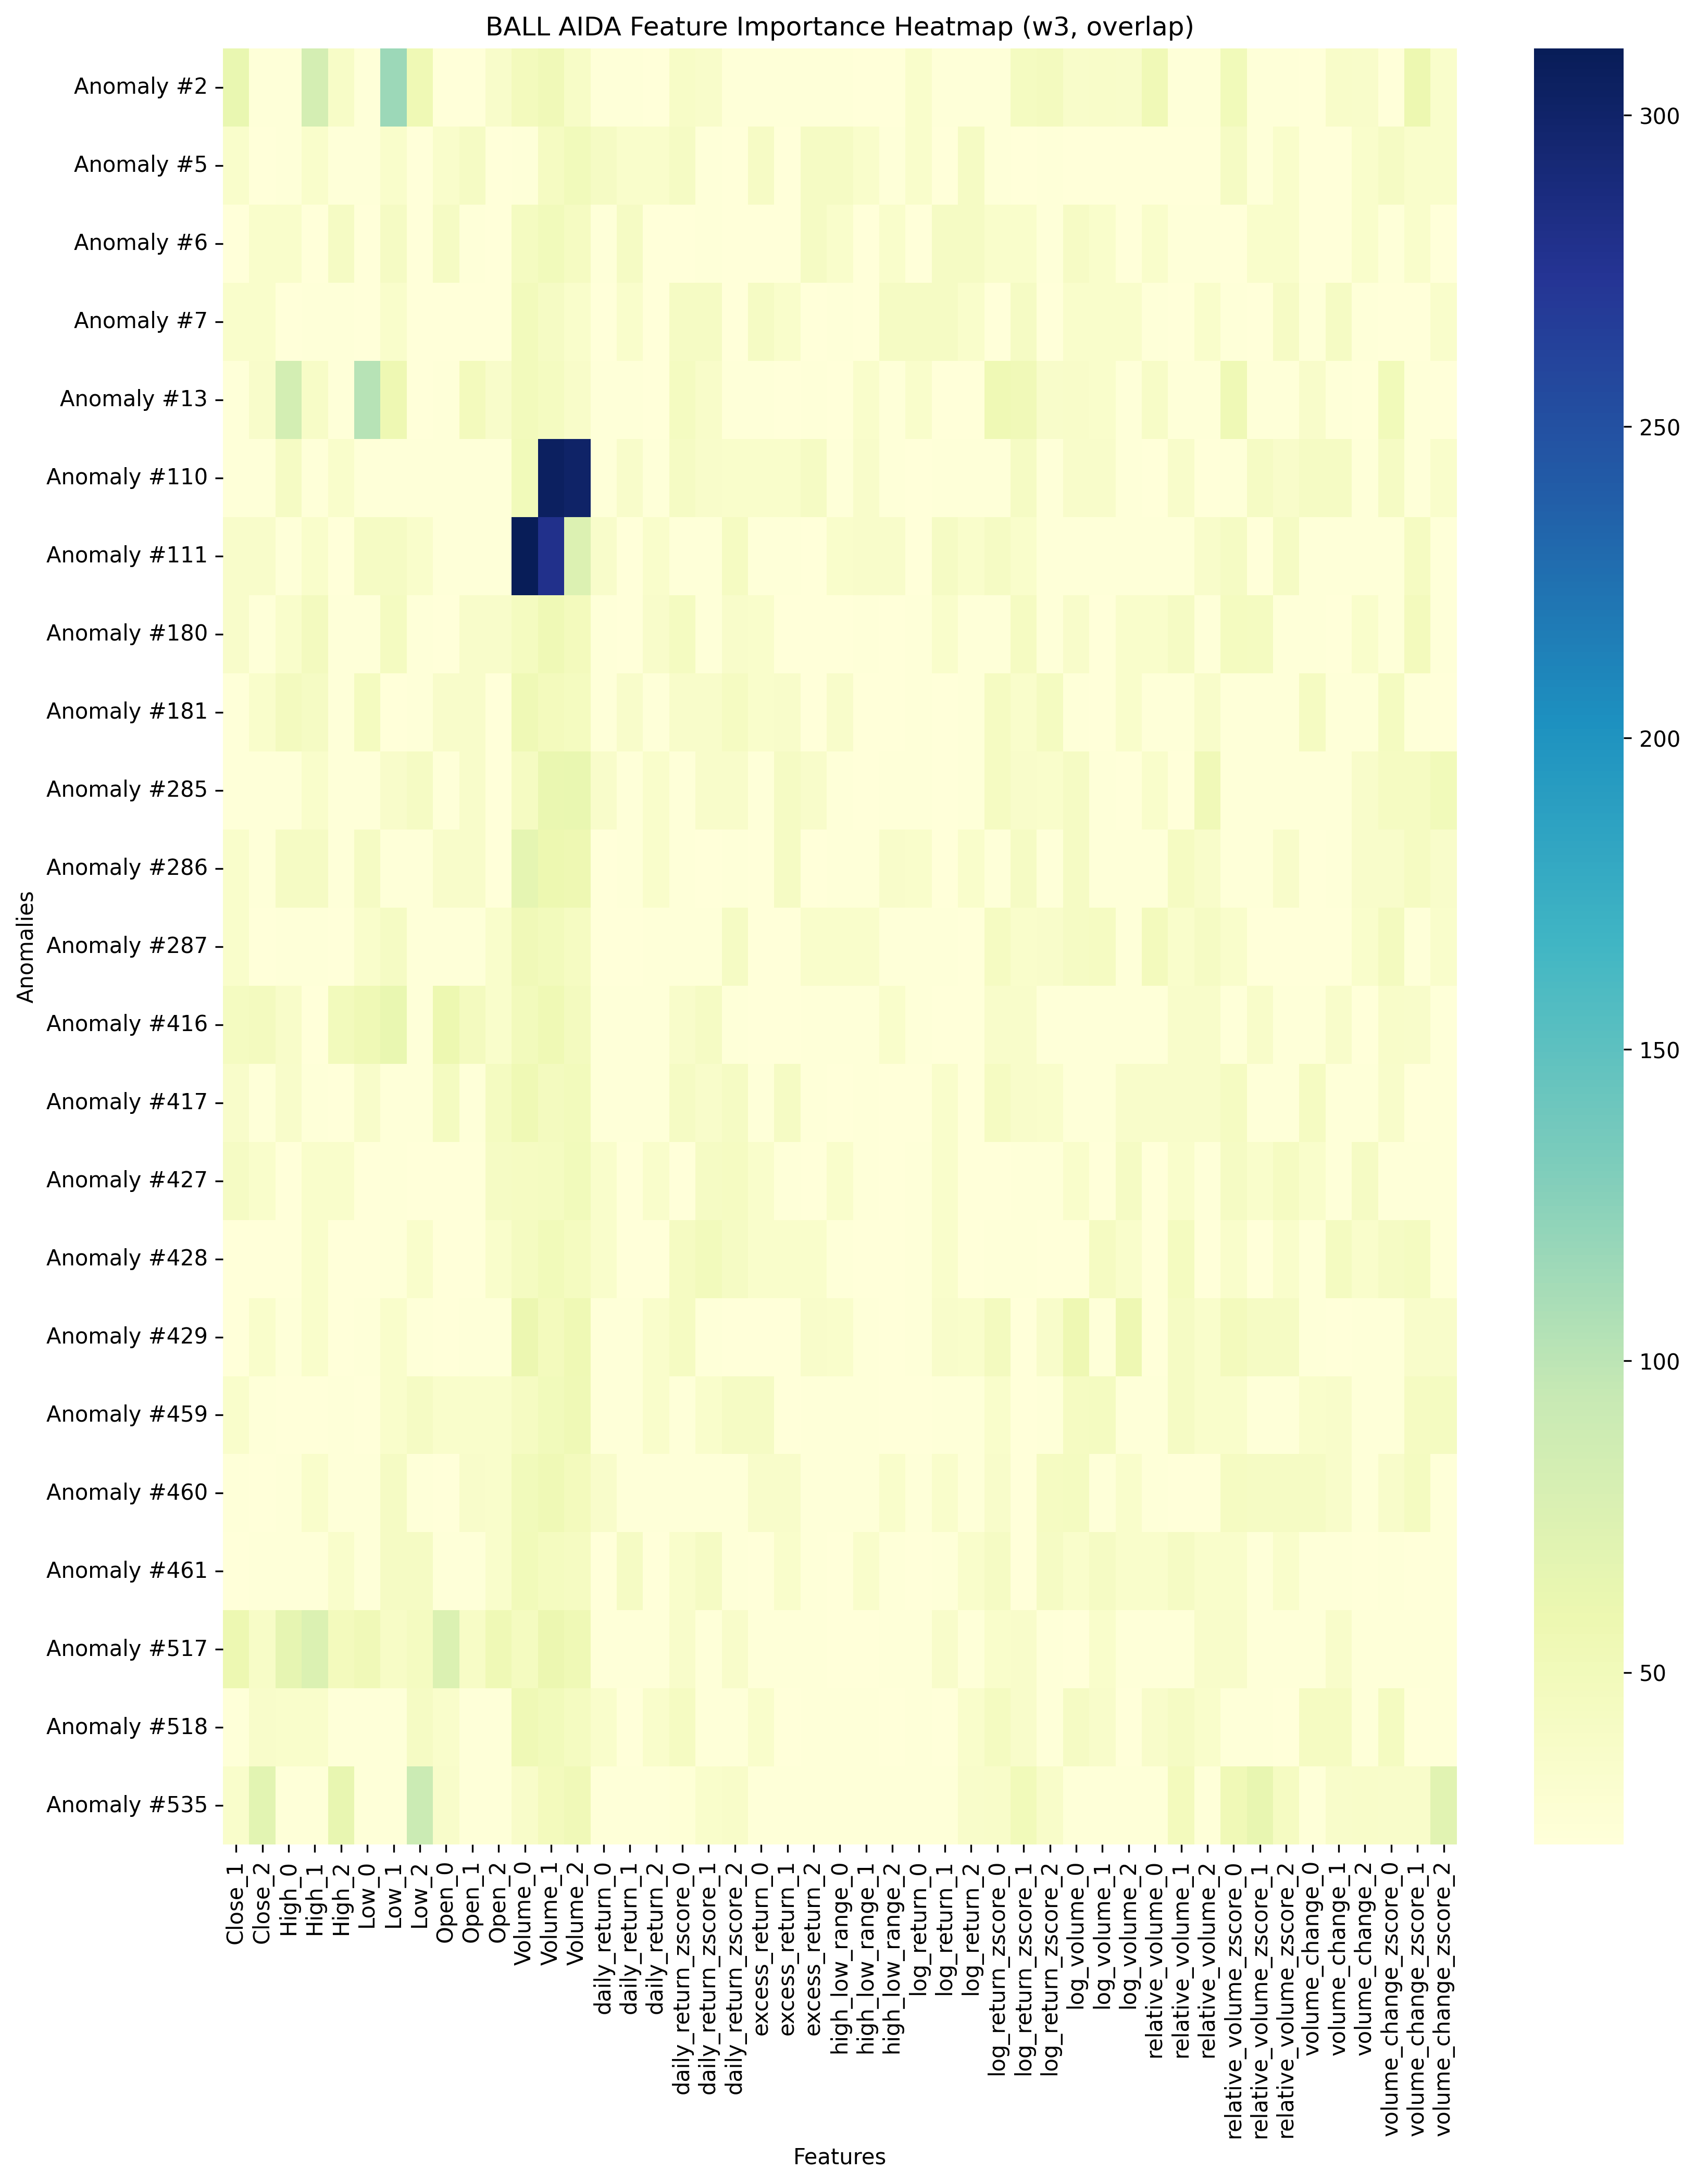 BALL AIDA Feature Importance Heatmap (w3, overlap)
Anomalies
Anomaly #2
Anomaly #5
Anomaly #6
Anomaly #7
Anomaly #13
Anomaly #110
Anomaly #111
Anomaly #180
Anomaly #181
Anomaly #285
Anomaly #286
Anomaly #287
Anomaly #416
Anomaly #417
Anomaly #427
Anomaly #428
Anomaly #429
Anomaly #459
Anomaly #460
Anomaly #461
Anomaly #517
Anomaly #518
Anomaly #535
Close_1
Close_2
High_0
High_1
High_2
Low_0
Low_1
Low_2
Open_0
Open_1
Open_2
Volume_0
Volume_1
Volume_2
daily_return_0
daily_return_1
daily_return_2
daily_return_zscore_0
daily_return_zscore_1
daily_return_zscore_2
excess_return_0
excess_return_1
excess_return_2
high_low_range_0
high_low_range_1
high_low_range_2
log_return_0
log_return_1
log_return_2
log_return_zscore_0
log_return_zscore_1
log_return_zscore_2
log_volume_0
log_volume_1
log_volume_2
relative_volume_0
relative_volume_1
relative_volume_2
relative_volume_zscore_0
relative_volume_zscore_1
relative_volume_zscore_2
volume_change_0
volume_change_1
volume_change_2
volume_change_zscore_0
volume_change_zscore_1
volume_change_zscore_2
Features
300
250
200
150
100
50